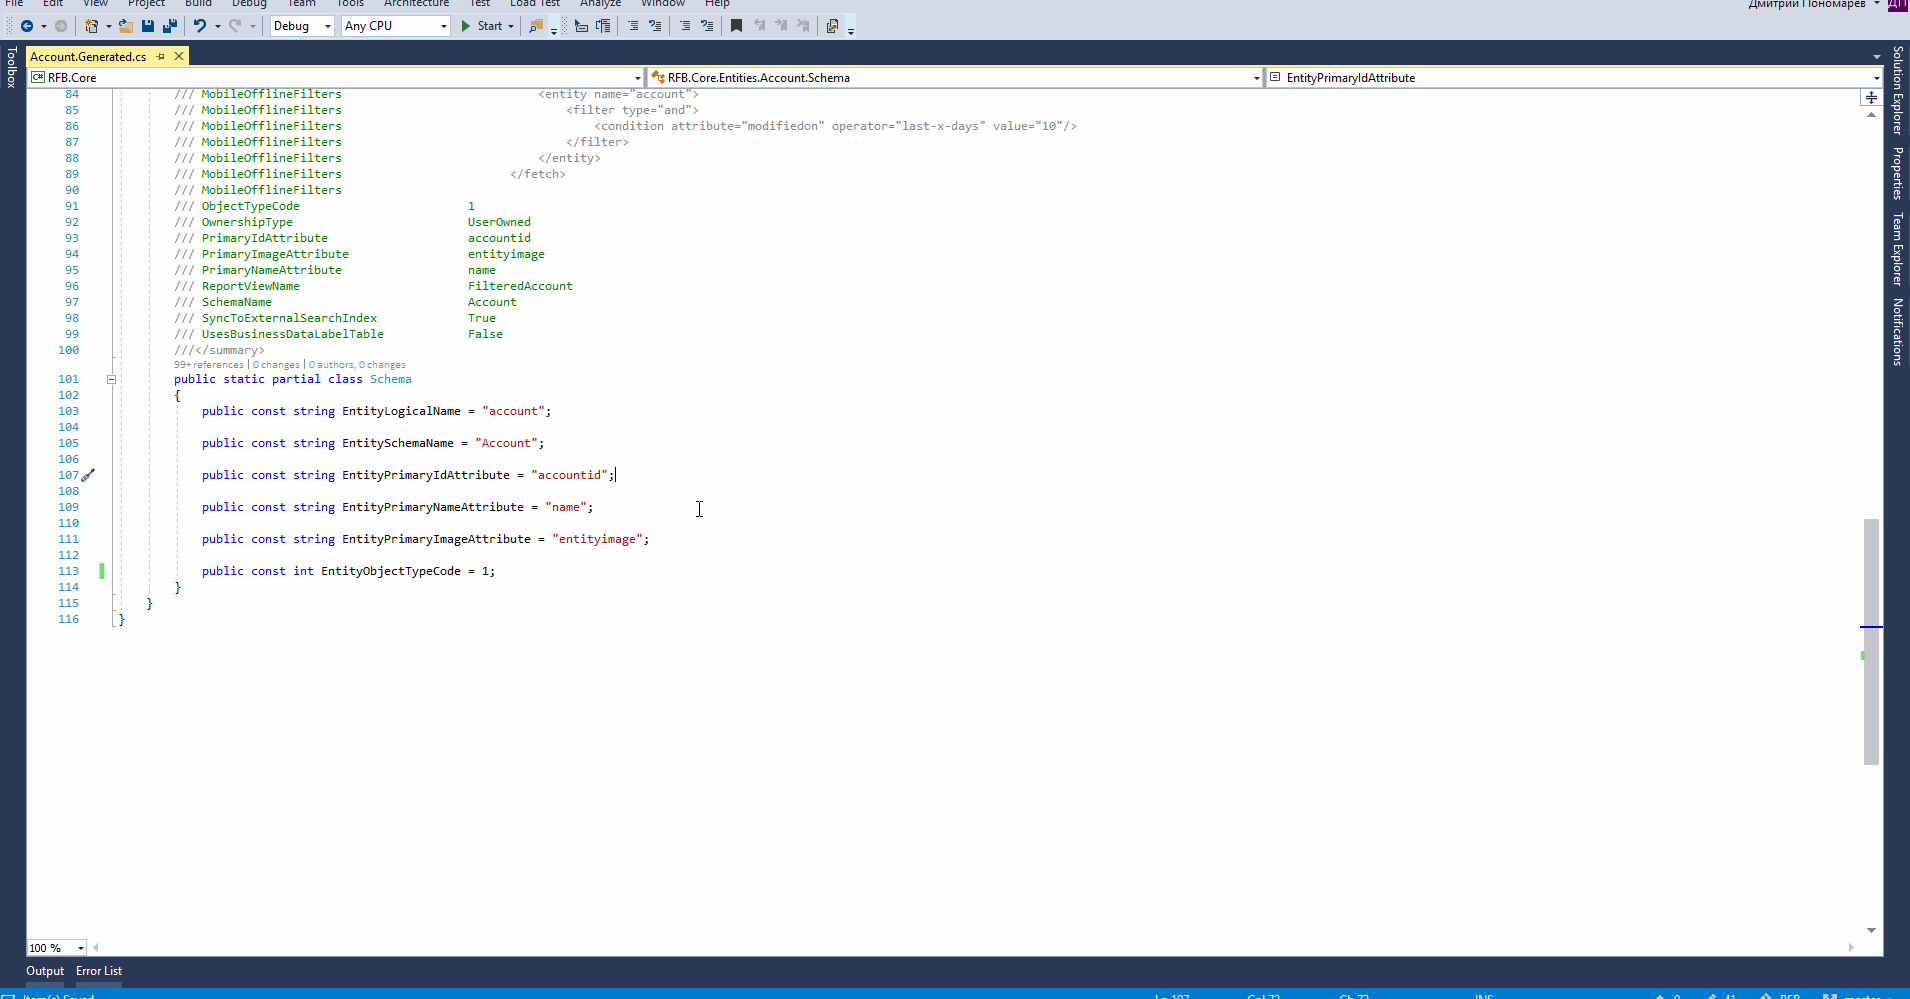 File Edit View Project Build Debug Team Tools Architecture Test Load Test Analyze Window Help Дмитрий Пономарев ДП
Debug Any CPU Start
Toolbox
Account.Generated.cs
RFB.Core RFB.Core.Entities.Account.Schema EntityPrimaryIdAttribute
84 /// MobileOfflineFilters <entity name="account">
85 /// MobileOfflineFilters <filter type="and">
86 /// MobileOfflineFilters <condition attribute="modifiedon" operator="last-x-days" value="10"/>
87 /// MobileOfflineFilters </filter>
88 /// MobileOfflineFilters </entity>
89 /// MobileOfflineFilters </fetch>
90 /// MobileOfflineFilters
91 /// ObjectTypeCode 1
92 /// OwnershipType UserOwned
93 /// PrimaryIdAttribute accountid
94 /// PrimaryImageAttribute entityimage
95 /// PrimaryNameAttribute name
96 /// ReportViewName FilteredAccount
97 /// SchemaName Account
98 /// SyncToExternalSearchIndex True
99 /// UsesBusinessDataLabelTable False
100 ///</summary>
99+ references | 0 changes | 0 authors, 0 changes
101 public static partial class Schema
102 {
103 public const string EntityLogicalName = "account";
104
105 public const string EntitySchemaName = "Account";
106
107 public const string EntityPrimaryIdAttribute = "accountid";
108
109 public const string EntityPrimaryNameAttribute = "name";
110
111 public const string EntityPrimaryImageAttribute = "entityimage";
112
113 public const int EntityObjectTypeCode = 1;
114 }
115 }
116 }
Solution Explorer
Properties
Team Explorer
Notifications
100 %
Output Error List
Item(s) Saved Ln 107 Col 73 Ch 73 INS 0 41 RFB master